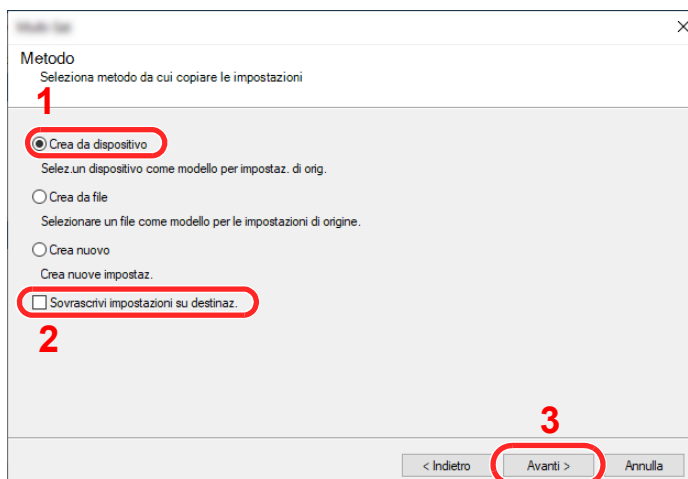 Metodo
Seleziona metodo da cui copiare le impostazioni
1
Crea da dispositivo
Selez.un dispositivo come modello per impostaz. di orig.
Crea da file
Selezionare un file come modello per le impostazioni di origine.
Crea nuovo
Crea nuove impostaz.
Sovrascrivi impostazioni su destinaz.
2
3
< Indietro Avanti > Annulla